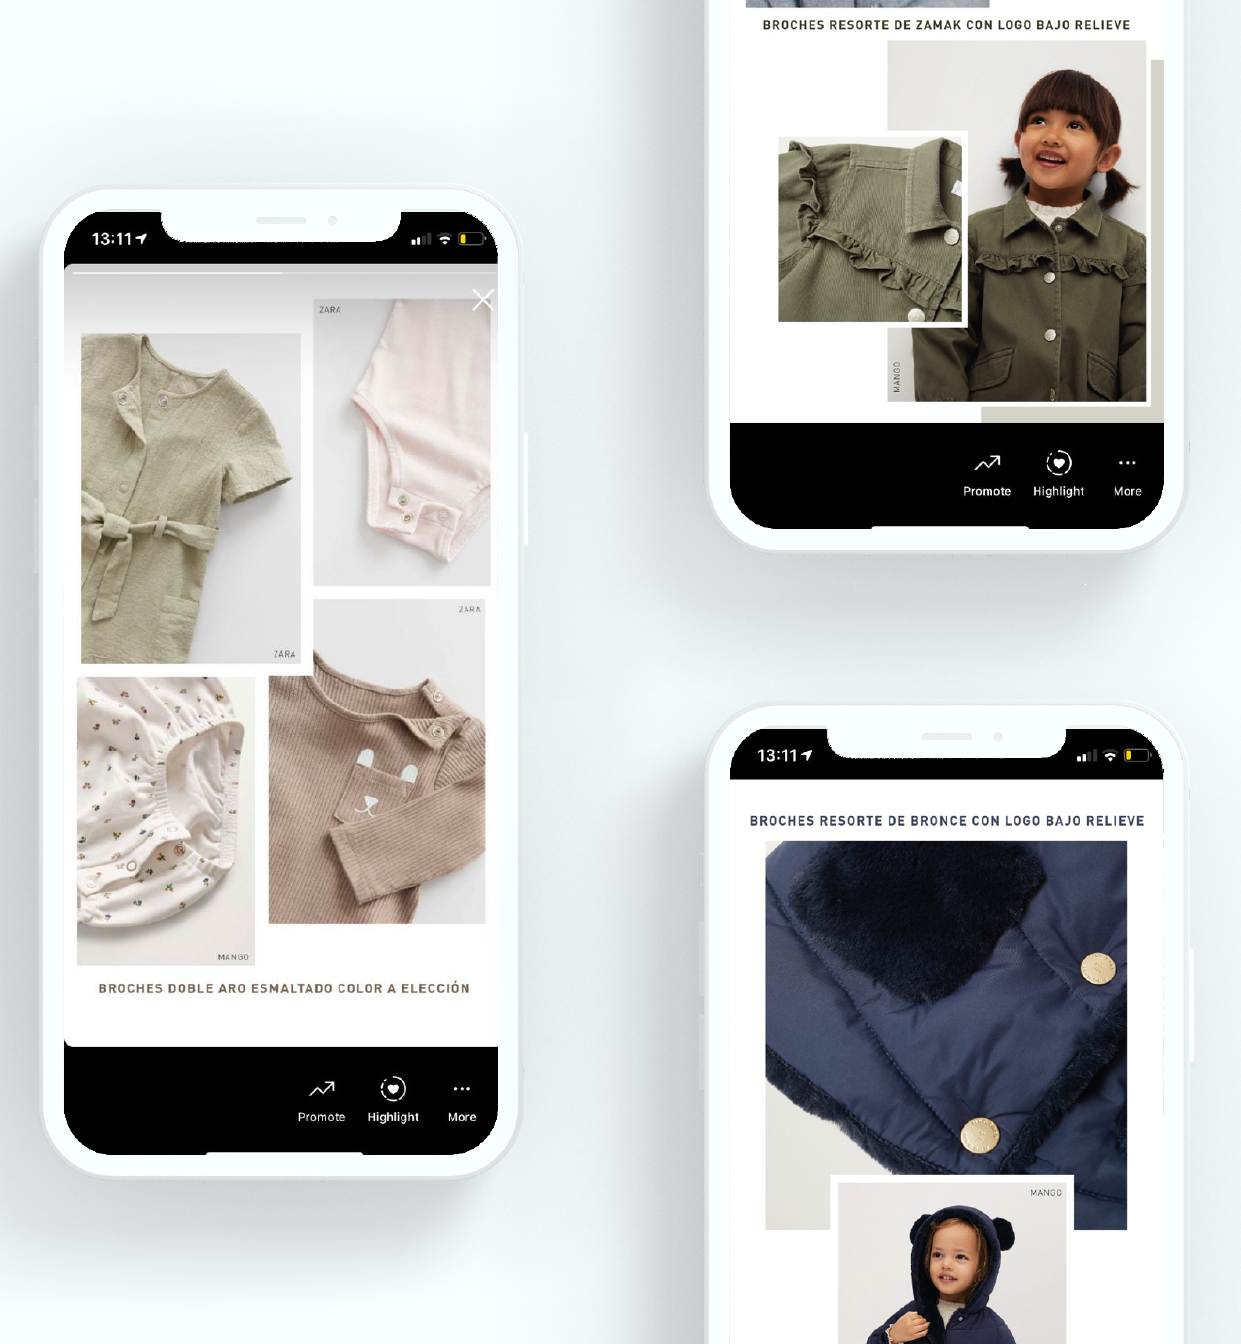 13:11
ZARA
ZARA
ZARA
MANGO
BROCHES DOBLE ARO ESMALTADO COLOR A ELECCIÓN
Promote Highlight More
BROCHES RESORTE DE ZAMAK CON LOGO BAJO RELIEVE
MANGO
Promote Highlight More
13:11
BROCHES RESORTE DE BRONCE CON LOGO BAJO RELIEVE
MANGO